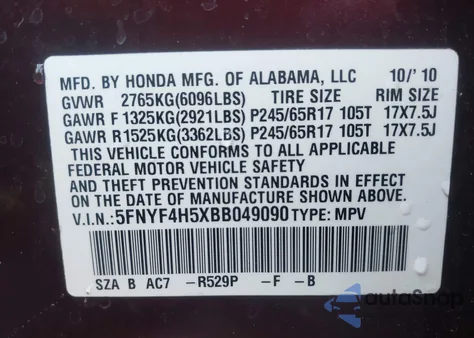 MFD. BY HONDA MFG. OF ALABAMA, LLC 10/'10
GVWR 2765KG(6096LBS) TIRE SIZE RIM SIZE
GAWR F 1325KG(2921LBS) P245/65R17 105T 17X7.5J
GAWR R1525KG(3362LBS) P245/65R17 105T 17X7.5J
THIS VEHICLE CONFORMS TO ALL APPLICABLE
FEDERAL MOTOR VEHICLE SAFETY
AND THEFT PREVENTION STANDARDS IN EFFECT
ON THE DATE OF MANUFACTURE SHOWN ABOVE.
V.I.N.:5FNYF4H5XBB049090 TYPE: MPV
SZA B AC7 -R529P -F -B
autaSnap